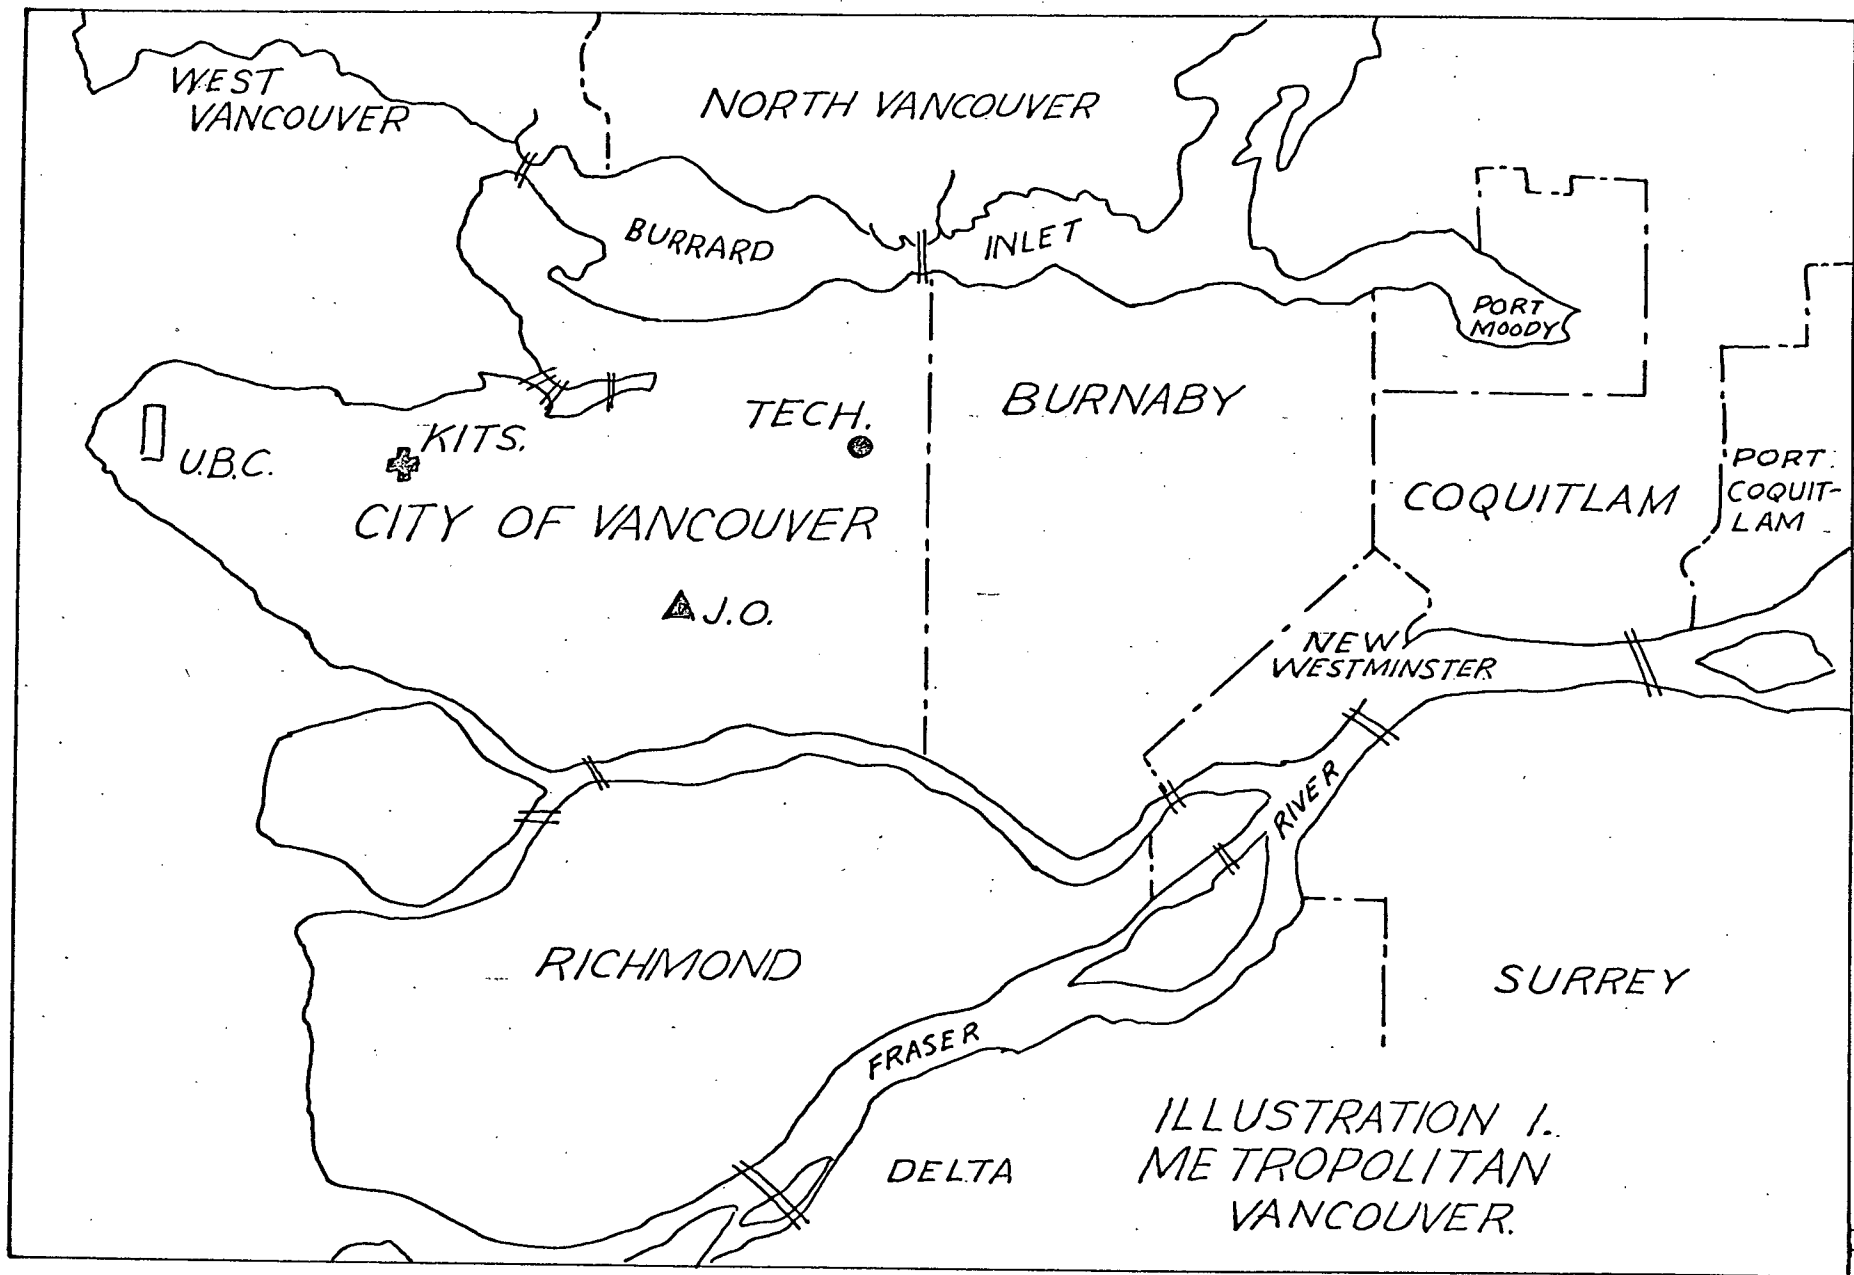 WEST
VANCOUVER
NORTH VANCOUVER
BURRARD
INLET
PORT
MOODY
TECH.
BURNABY
KITS.
U.B.C.
CITY OF VANCOUVER
COQUITLAM
PORT
COQUIT-
LAM
J.O.
NEW
WESTMINSTER
RIVER
RICHMOND
SURREY
FRASER
DELTA
ILLUSTRATION 1.
METROPOLITAN
VANCOUVER.